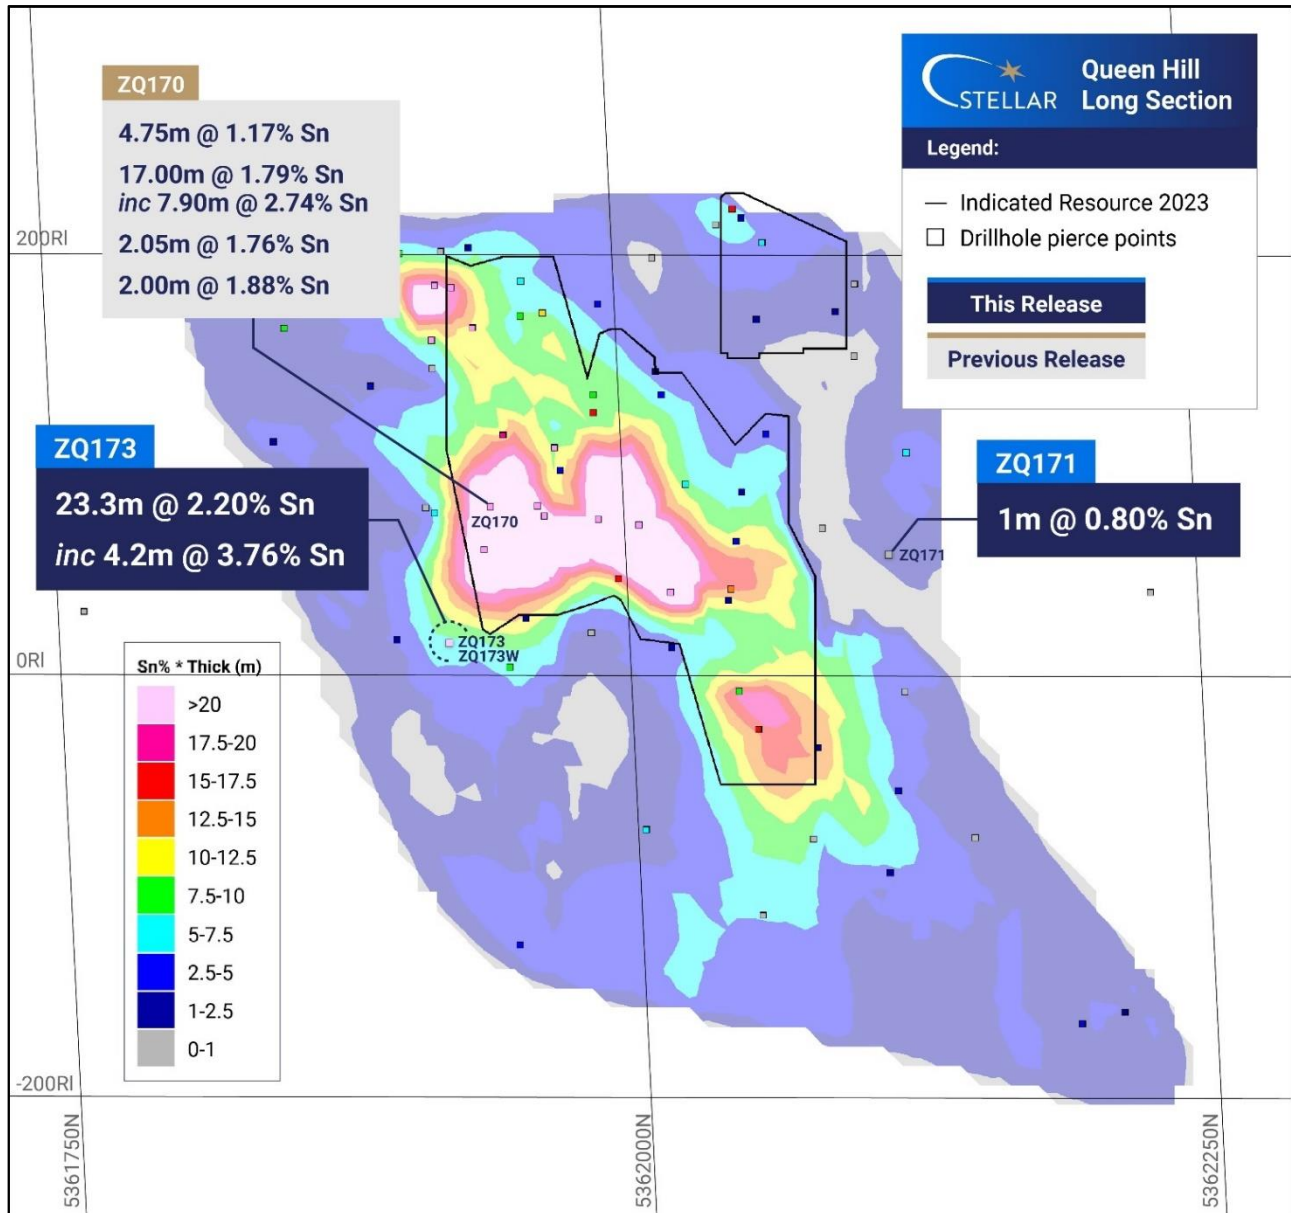 ZQ170
4.75m @ 1.17% Sn
17.00m @ 1.79% Sn
inc 7.90m @ 2.74% Sn
2.05m @ 1.76% Sn
2.00m @ 1.88% Sn
STELLAR
Queen Hill
Long Section
Legend:
Indicated Resource 2023
Drillhole pierce points
This Release
Previous Release
200Rl
ZQ173
23.3m @ 2.20% Sn
inc 4.2m @ 3.76% Sn
ZQ170
ZQ171
1m @ 0.80% Sn
ZQ171
ZQ173
ZQ173W
0Rl
Sn% * Thick (m)
>20
17.5-20
15-17.5
12.5-15
10-12.5
7.5-10
5-7.5
2.5-5
1-2.5
0-1
-200Rl
5361750N
5362000N
5362250N